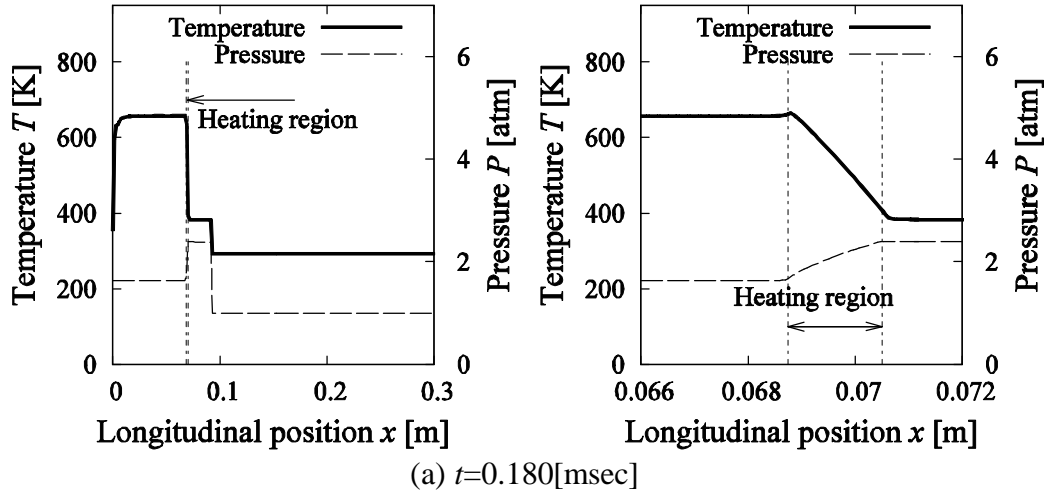 Temperature
Pressure
Heating region
800
600
400
200
0
Temperature T [K]
6
4
2
0
Pressure P [atm]
0
0.1
0.2
0.3
Longitudinal position x [m]
Temperature
Pressure
Heating region
800
600
400
200
0
Temperature T [K]
6
4
2
0
Pressure P [atm]
0.066
0.068
0.07
0.072
Longitudinal position x [m]
(a) t=0.180[msec]